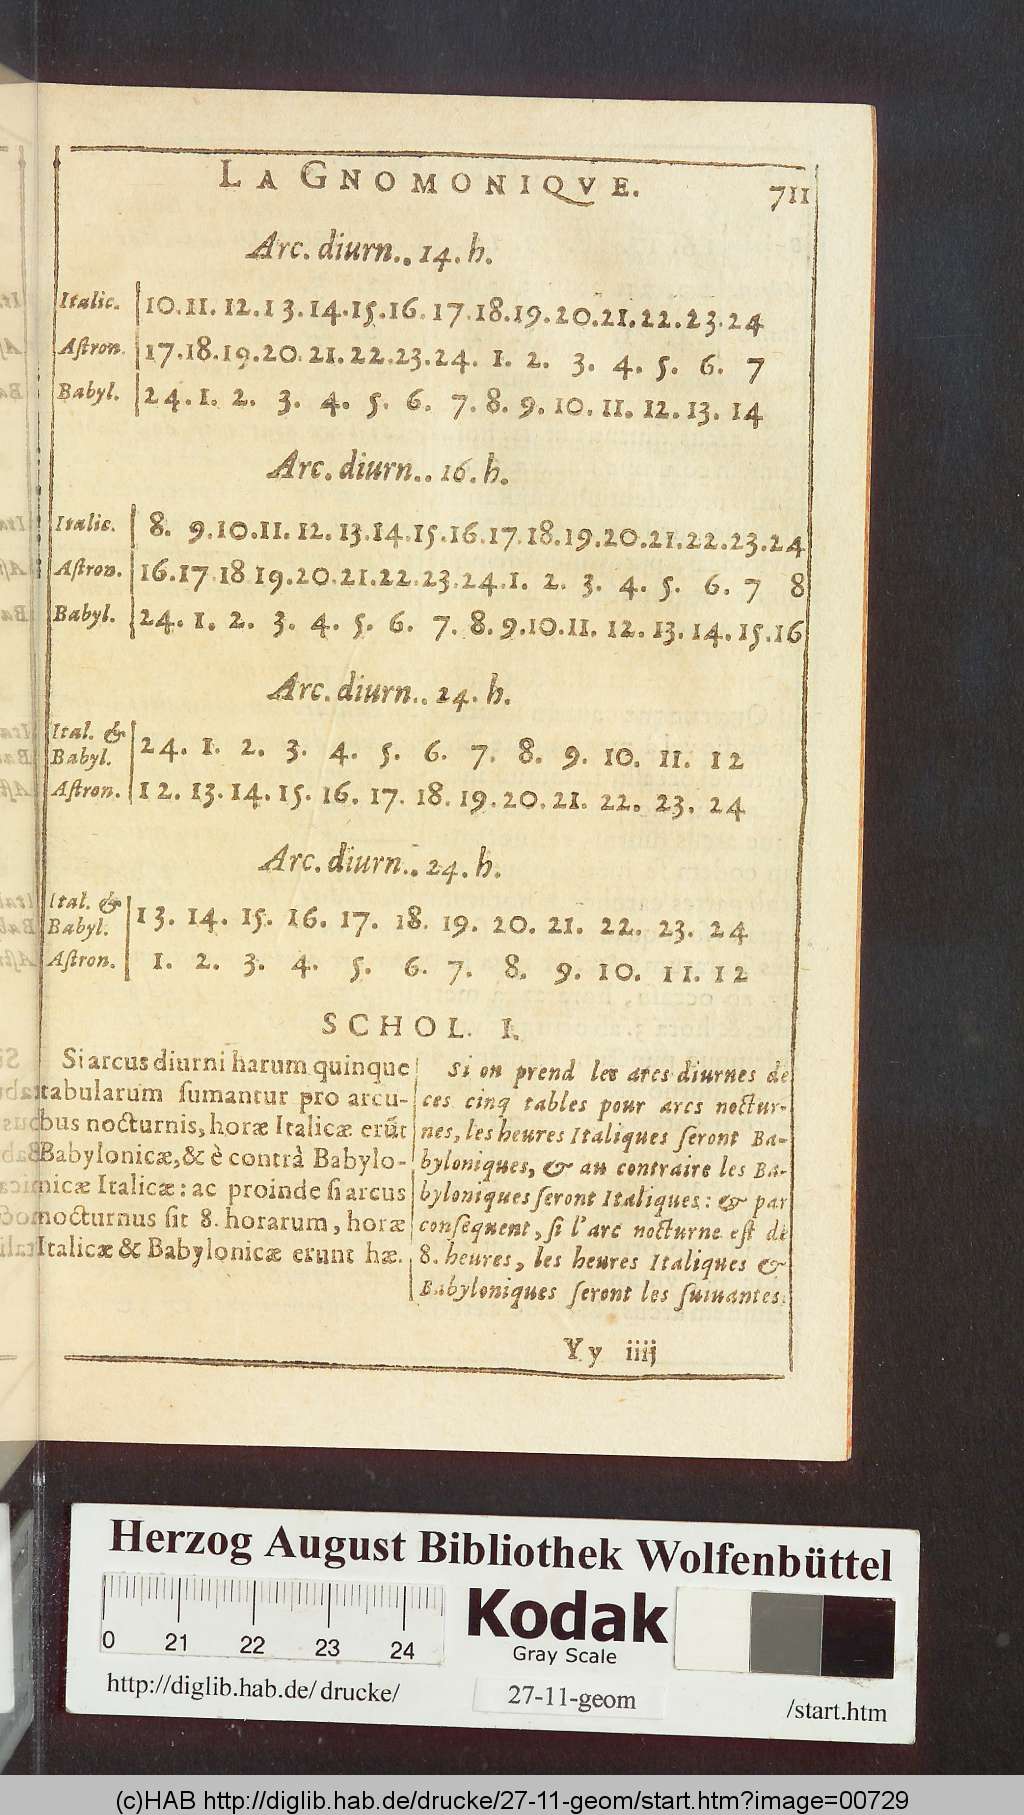 LA GNOMONIQVE. 711
Arc. diurn.. 14. h.
Italic. 10. 11. 12. 13. 14. 15. 16. 17. 18. 19. 20. 21. 22. 23. 24
Aſtron. 17. 18. 19. 20. 21. 22. 23. 24. 1. 2. 3. 4. 5. 6. 7
Babyl. 24. 1. 2. 3. 4. 5. 6. 7. 8. 9. 10. 11. 12. 13. 14
Arc. diurn.. 16. h.
Italic. 8. 9. 10. 11. 12. 13. 14. 15. 16. 17. 18. 19. 20. 21. 22. 23. 24
Aſtron. 16. 17. 18 19. 20. 21. 22. 23. 24. 1. 2. 3. 4. 5. 6. 7 8
Babyl. 24. 1. 2. 3. 4. 5. 6. 7. 8. 9. 10. 11. 12. 13. 14. 15. 16
Arc. diurn.. 24. h.
Ital. &
Babyl. 24. 1. 2. 3. 4. 5. 6. 7. 8. 9. 10. 11. 12
Aſtron. 12. 13. 14. 15. 16. 17. 18. 19. 20. 21. 22. 23. 24
Arc. diurn.. 24. h.
Ital. &
Babyl. 13. 14. 15. 16. 17. 18. 19. 20. 21. 22. 23. 24
Aſtron. 1. 2. 3. 4. 5. 6. 7. 8. 9. 10. 11. 12
SCHOL. I.
Si arcus diurni harum quinque
tabularum ſumantur pro arcu-
bus nocturnis, horæ Italicæ erũt
Babylonicæ, & è contrà Babylo-
nicæ Italicæ: ac proinde ſi arcus
nocturnus ſit 8. horarum, horæ
Italicæ & Babylonicæ erunt hæ.
Si on prend les arcs diurnes de
ces cinq tables pour arcs noctur-
nes, les heures Italiques ſeront Ba-
byloniques, & au contraire les Ba-
byloniques ſeront Italiques: & par
conſequent, ſi l'arc nocturne eſt de
8. heures, les heures Italiques &
Babyloniques ſeront les ſuiuantes.
Yy iiij
Herzog August Bibliothek Wolfenbüttel
0 21 22 23 24
Kodak
Gray Scale
http://diglib.hab.de/drucke/ 27-11-geom /start.htm
(c)HAB http://diglib.hab.de/drucke/27-11-geom/start.htm?image=00729